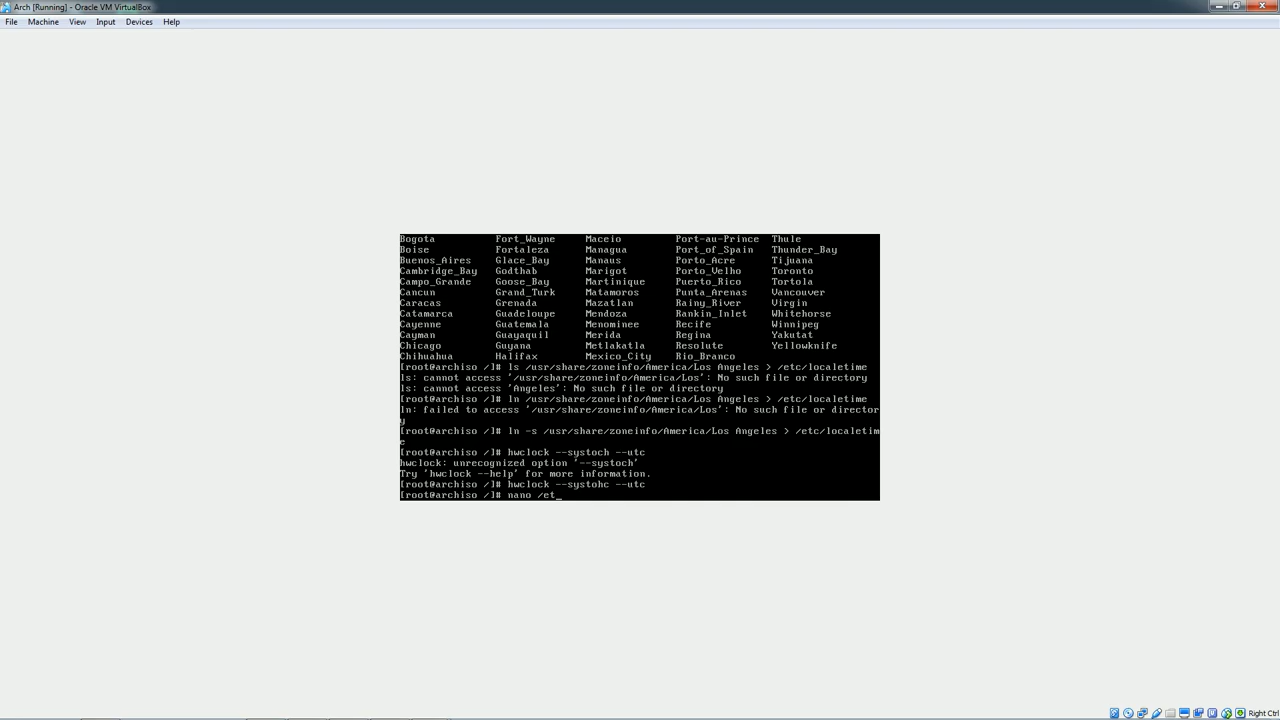 Arch [Running] - Oracle VM VirtualBox
File Machine View Input Devices Help
Bogota Fort_Wayne Maceio Port-au-Prince Thule
Boise Fortaleza Managua Port_of_Spain Thunder_Bay
Buenos_Aires Glace_Bay Manaus Porto_Acre Tijuana
Cambridge_Bay Godthab Marigot Porto_Velho Toronto
Campo_Grande Goose_Bay Martinique Puerto_Rico Tortola
Cancun Grand_Turk Matamoros Punta_Arenas Vancouver
Caracas Grenada Mazatlan Rainy_River Virgin
Catamarca Guadeloupe Mendoza Rankin_Inlet Whitehorse
Cayenne Guatemala Menominee Recife Winnipeg
Cayman Guayaquil Merida Regina Yakutat
Chicago Guyana Metlakatla Resolute Yellowknife
Chihuahua Halifax Mexico_City Rio_Branco
[root@archiso /]# ls /usr/share/zoneinfo/America/Los Angeles > /etc/localetime
ls: cannot access '/usr/share/zoneinfo/America/Los': No such file or directory
ls: cannot access 'Angeles': No such file or directory
[root@archiso /]# ln /usr/share/zoneinfo/America/Los Angeles > /etc/localetime
ln: failed to access '/usr/share/zoneinfo/America/Los': No such file or director
y
[root@archiso /]# ln -s /usr/share/zoneinfo/America/Los Angeles > /etc/localetim
e
[root@archiso /]# hwclock --systoch --utc
hwclock: unrecognized option '--systoch'
Try 'hwclock --help' for more information.
[root@archiso /]# hwclock --systohc --utc
[root@archiso /]# nano /et_
Right Ctrl